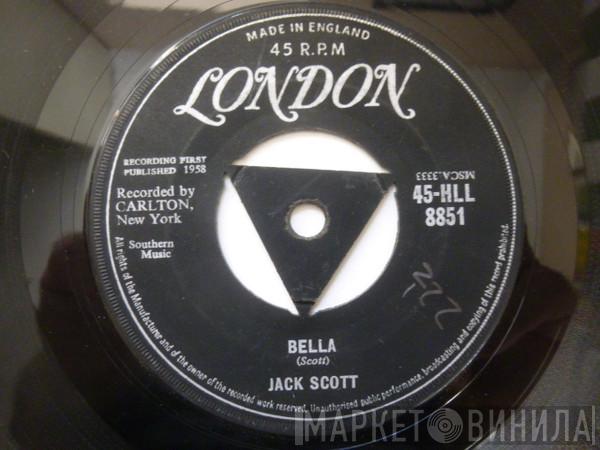 MADE IN ENGLAND
45 R.P.M
LONDON
RECORDING FIRST
PUBLISHED 1958
Recorded by
CARLTON,
New York
Southern
Music
MSCA.3333
45-HLL
8851
222
BELLA
(Scott)
JACK SCOTT
All rights of the Manufacturer and of the owner of the recorded work reserved. Unauthorised public performance, broadcasting and copying of this record prohibited.
МАРКЕТ ВИНИЛА